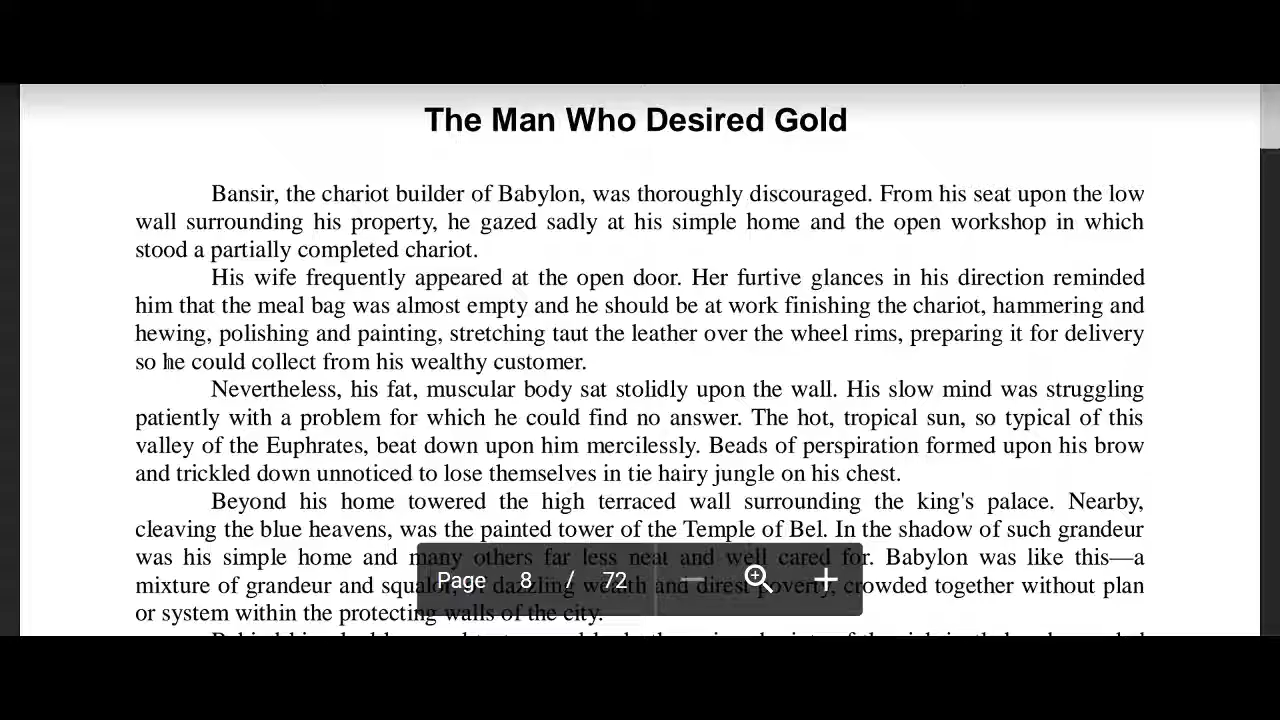 The Man Who Desired Gold
Bansir, the chariot builder of Babylon, was thoroughly discouraged. From his seat upon the low
wall surrounding his property, he gazed sadly at his simple home and the open workshop in which
stood a partially completed chariot.
His wife frequently appeared at the open door. Her furtive glances in his direction reminded
him that the meal bag was almost empty and he should be at work finishing the chariot, hammering and
hewing, polishing and painting, stretching taut the leather over the wheel rims, preparing it for delivery
so he could collect from his wealthy customer.
Nevertheless, his fat, muscular body sat stolidly upon the wall. His slow mind was struggling
patiently with a problem for which he could find no answer. The hot, tropical sun, so typical of this
valley of the Euphrates, beat down upon him mercilessly. Beads of perspiration formed upon his brow
and trickled down unnoticed to lose themselves in tie hairy jungle on his chest.
Beyond his home towered the high terraced wall surrounding the king's palace. Nearby,
cleaving the blue heavens, was the painted tower of the Temple of Bel. In the shadow of such grandeur
was his simple home and many others far less neat and well cared for. Babylon was like this—a
mixture of grandeur and squalor, of dazzling wealth and direst poverty, crowded together without plan
or system within the protecting walls of the city.
Page 8 / 72